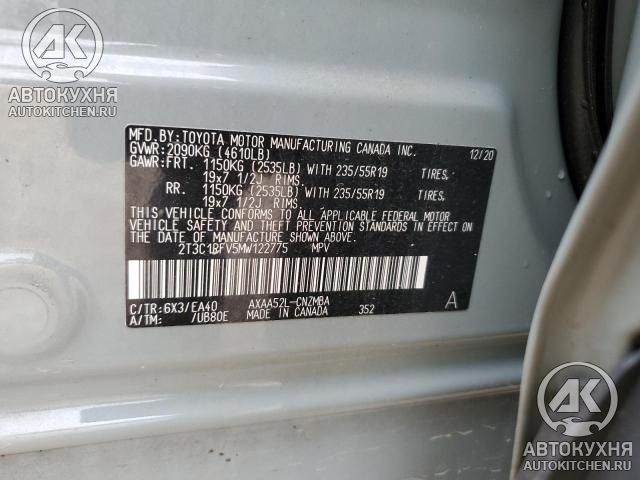 АВТОКУХНЯ
AUTOKITCHEN.RU
MFD. BY:TOYOTA MOTOR MANUFACTURING CANADA INC. 12/20
GVWR:2090KG (4610LB)
GAWR:FRT. 1150KG (2535LB) WITH 235/55R19 TIRES.
19x7 1/2J RIMS
RR. 1150KG (2535LB) WITH 235/55R19 TIRES.
19x7 1/2J RIMS
THIS VEHICLE CONFORMS TO ALL APPLICABLE FEDERAL MOTOR
VEHICLE SAFETY AND THEFT PREVENTION STANDARDS IN EFFECT ON
THE DATE OF MANUFACTURE SHOWN ABOVE.
2T3C1BFV5MW122775 MPV
C/TR:6X3/EA40 AXAA52L-CNZMBA A
A/TM: /UB80E MADE IN CANADA 352
АК
АВТОКУХНЯ
AUTOKITCHEN.RU